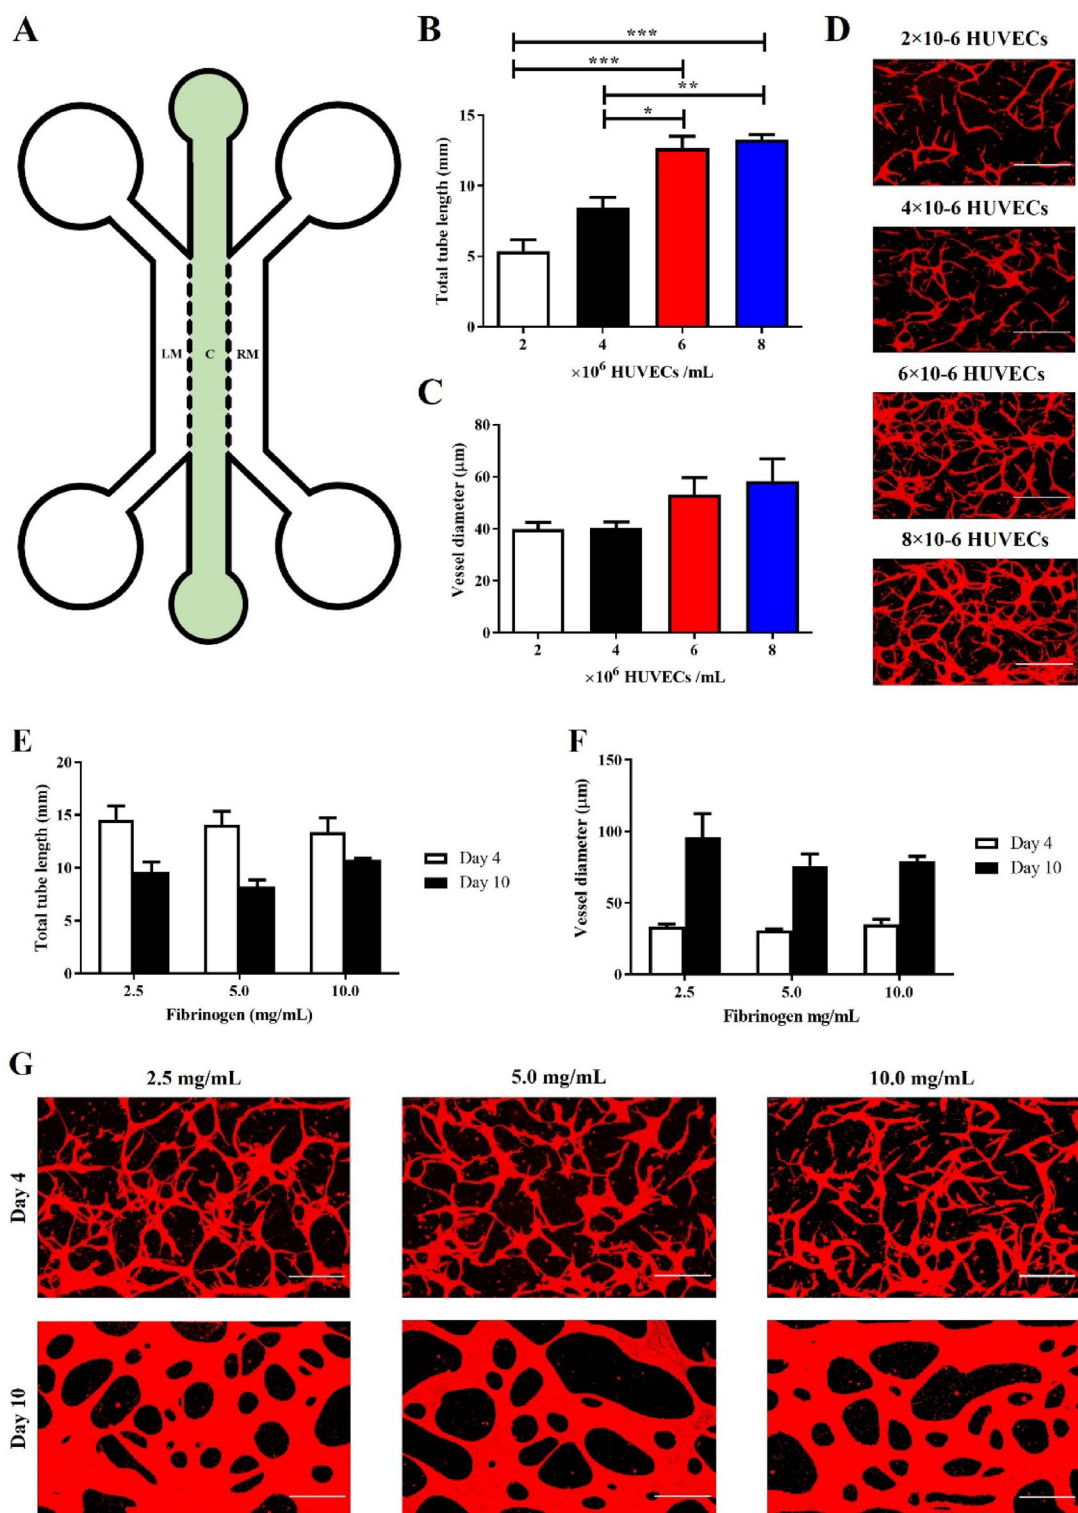 A
LM
C
RM
B
***
***
**
*
Total tube length (mm)
15
10
5
0
2
4
6
8
×10⁶ HUVECs /mL
C
Vessel diameter (μm)
80
60
40
20
0
2
4
6
8
×10⁶ HUVECs /mL
D
2×10-6 HUVECs
4×10-6 HUVECs
6×10-6 HUVECs
8×10-6 HUVECs
E
Total tube length (mm)
20
15
10
5
0
2.5
5.0
10.0
Fibrinogen (mg/mL)
Day 4
Day 10
F
Vessel diameter (μm)
150
100
50
0
2.5
5.0
10.0
Fibrinogen mg/mL
Day 4
Day 10
G
2.5 mg/mL
5.0 mg/mL
10.0 mg/mL
Day 4
Day 10